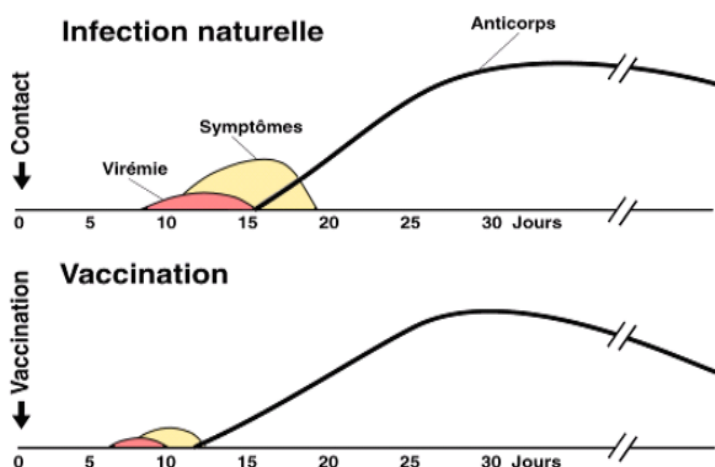 Infection naturelle
Anticorps
Contact
Symptômes
Virémie
0 5 10 15 20 25 30 Jours
Vaccination
Vaccination
0 5 10 15 20 25 30 Jours